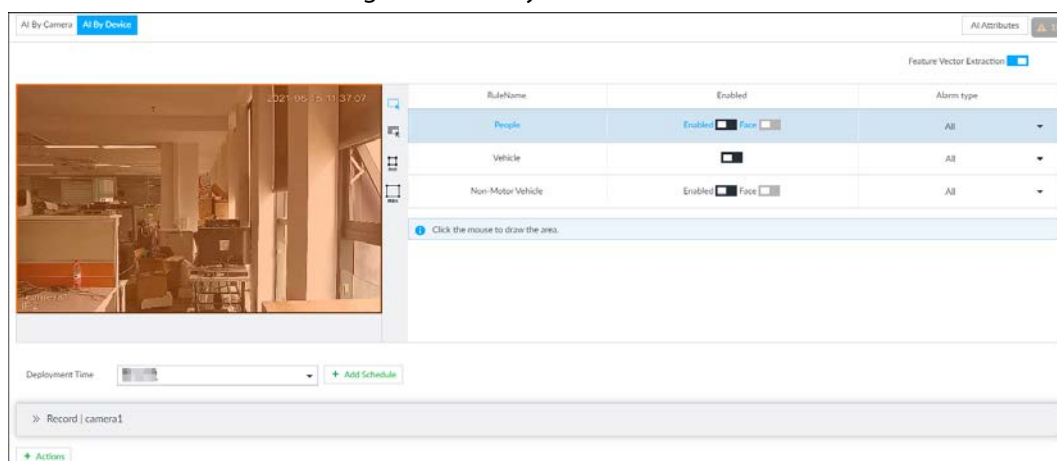 AI By Camera AI By Device AI Attributes
Feature Vector Extraction
2021-06-15 11:37:07
RuleName Enabled Alarm type
People Enabled Face All
Vehicle All
Non-Motor Vehicle Enabled Face All
Click the mouse to draw the area.
Deployment Time + Add Schedule
» Record | camera1
+ Actions